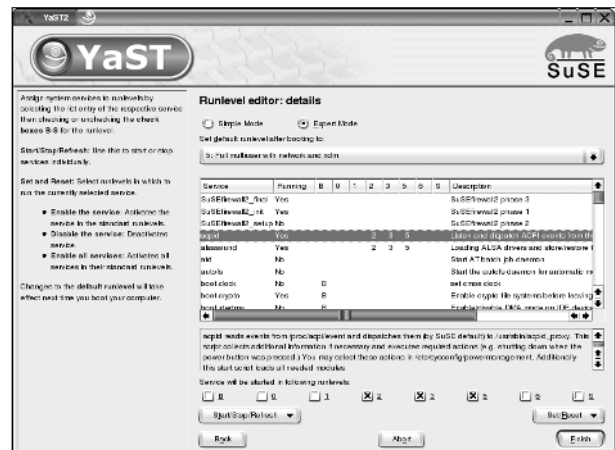 YaST2
YaST
SuSE
Assign system services to runlevels by
selecting the list entry of the respective service
then checking or unchecking the check
boxes B-S for the runlevel.
Start/Stop/Refresh: Use this to start or stop
services individually.
Set and Reset: Select runlevels in which to
run the currently selected service.
Enable the service: Activates the
service in the standard runlevels.
Disable the service: Deactivates
service.
Enable all services: Activates all
services in their standard runlevels.
Changes to the default runlevel will take
effect next time you boot your computer.
Runlevel editor: details
Simple Mode Expert Mode
Set default runlevel after booting to:
5: Full multiuser with network and xdm
Service Running B 0 1 2 3 5 6 S Description
SuSEfirewall2_final Yes SuSEfirewall2 phase 3
SuSEfirewall2_init Yes SuSEfirewall2 phase 1
SuSEfirewall2_setup No SuSEfirewall2 phase 2
acpid Yes 2 3 5 Listen and dispatch ACPI events from the
alsasound Yes 2 3 5 Loading ALSA drivers and store/restore t
atd No Start AT batch job daemon
autofs No Start the autofs daemon for automatic m
boot.clock No B set cmos clock
boot.crypto Yes B Enable crypto file systems before leaving
No B Enable/disable DMA mode on IDE device
acpid reads events from /proc/acpi/event and dispatches them (by SuSE default) to /usr/sbin/acpid_proxy. This
script collects additional information if necessary and executes required actions (e.g. shutting down when the
power button was pressed.) You may select these actions in /etc/sysconfig/powermanagement. Additionally
this start script loads all needed modules
Service will be started in following runlevels:
B 0 1 2 3 5 6 S
Start/Stop/Refresh Set/Reset
Back Abort Finish